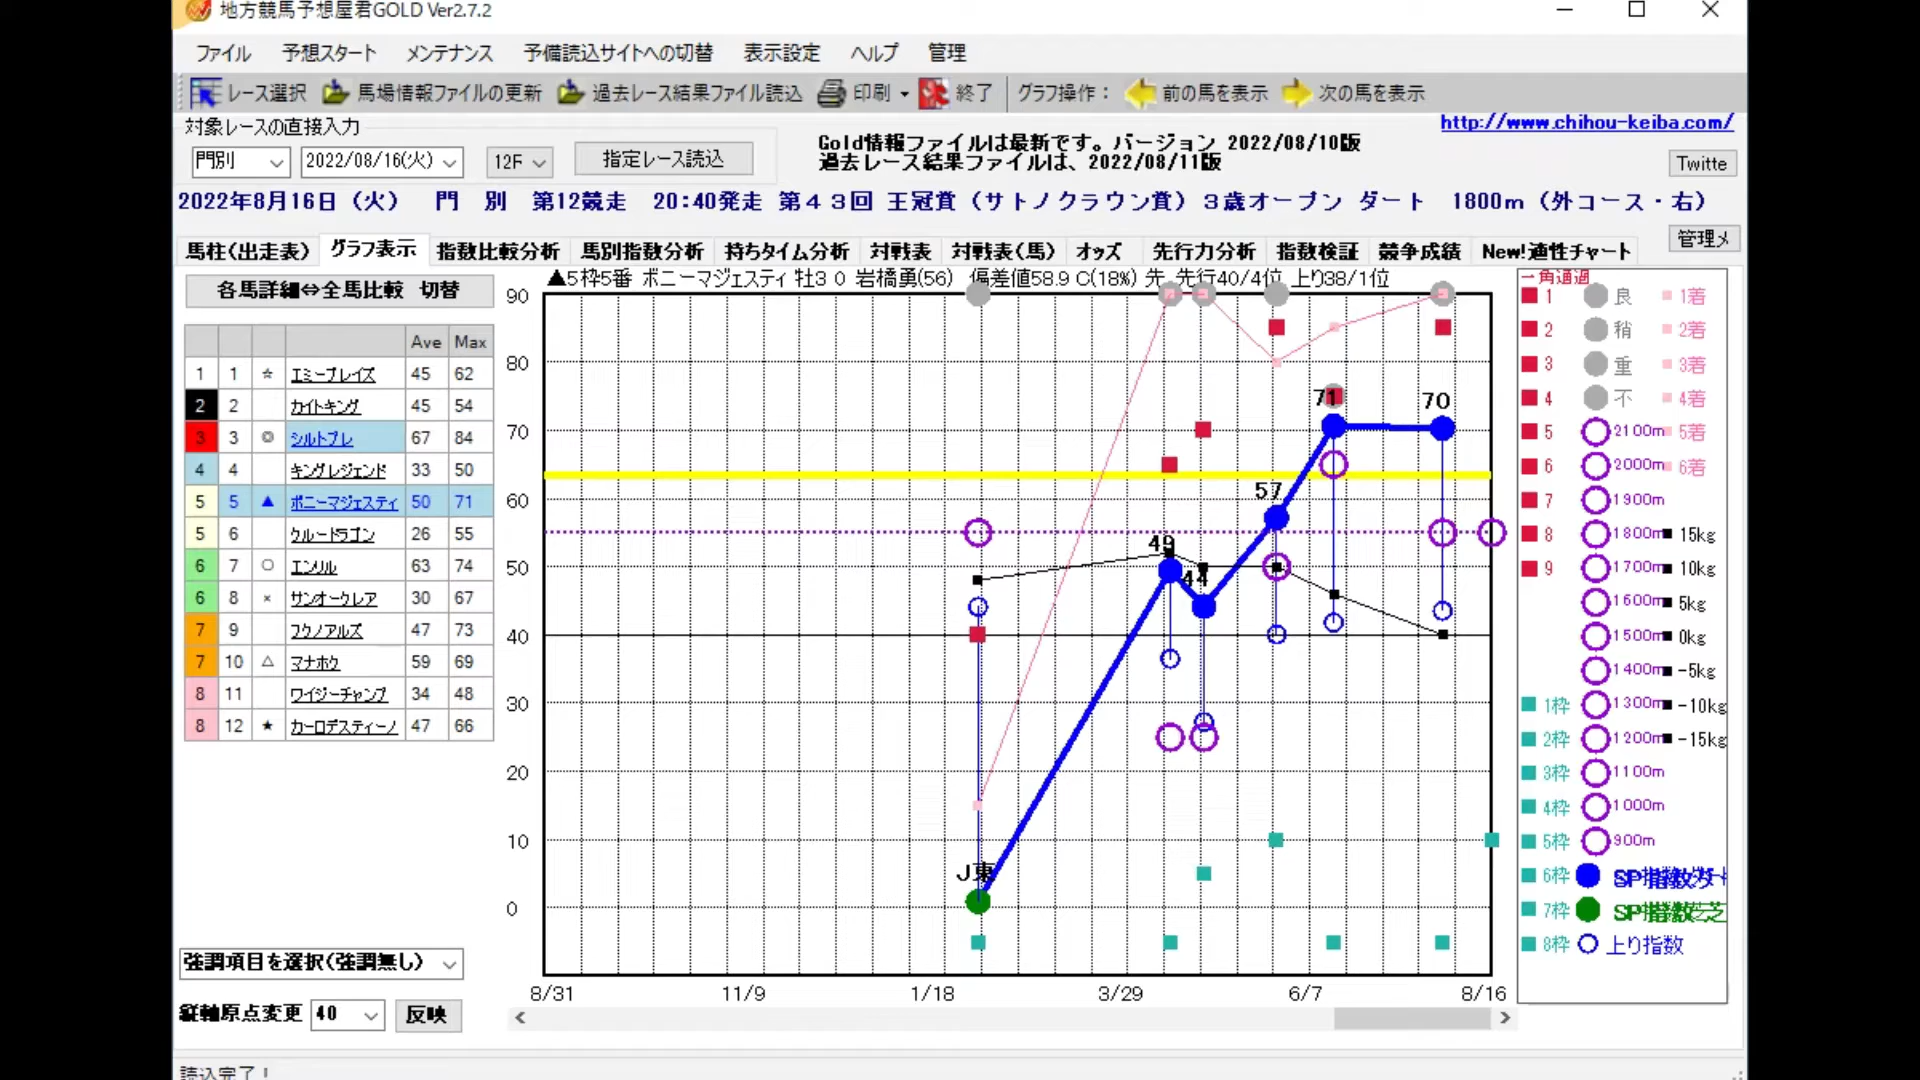 地方競馬予想屋君GOLD Ver2.7.2
ファイル 予想スタート メンテナンス 予備読込サイトへの切替 表示設定 ヘルプ 管理
レース選択 馬場情報ファイルの更新 過去レース結果ファイル読込 印刷 終了 グラフ操作： 前の馬を表示 次の馬を表示
対象レースの直接入力
http://www.chihou-keiba.com/
門別 2022/08/16(火) 12F 指定レース読込
Gold情報ファイルは最新です。バージョン 2022/08/10版
過去レース結果ファイルは、2022/08/11版
Twitte
2022年8月16日（火） 門 別 第12競走 20:40発走 第４３回 王冠賞（サトノクラウン賞）３歳オープン ダート 1800m（外コース・右）
管理メ
馬柱(出走表) グラフ表示 指数比較分析 馬別指数分析 持ちタイム分析 対戦表 対戦表(馬) オッズ 先行力分析 指数検証 競争成績 New!適性チャート
各馬詳細⇔全馬比較 切替
▲5枠5番 ボニーマジェスティ 牡3 0 岩橋勇(56) 偏差値58.9 C(18%) 先 先行40/4位 上り38/1位
Ave Max
1 1 ☆ エミーブレイズ 45 62
2 2 カイトキング 45 54
3 3 ◎ シルトプレ 67 84
4 4 キングレジェンド 33 50
5 5 ▲ ボニーマジェスティ 50 71
5 6 クルードラゴン 26 55
6 7 ○ エンリル 63 74
6 8 × サンオークレア 30 67
7 9 フクノアルズ 47 73
7 10 △ マナホク 59 69
8 11 ワイジーチャンプ 34 48
8 12 ★ カーロデスティーノ 47 66
90
80
70
60
50
40
30
20
10
0
J東
49
44
57
71
70
8/31 11/9 1/18 3/29 6/7 8/16
一角通過
1 良 1着
2 稍 2着
3 重 3着
4 不 4着
5 2100m 5着
6 2000m 6着
7 1900m
8 1800m 15kg
9 1700m 10kg
1600m 5kg
1500m 0kg
1400m -5kg
1枠 1300m -10kg
2枠 1200m -15kg
3枠 1100m
4枠 1000m
5枠 900m
6枠 SP指数
7枠 SP指数
8枠 上り指数
強調項目を選択(強調無し)
縦軸原点変更 40 反映
読込完了！